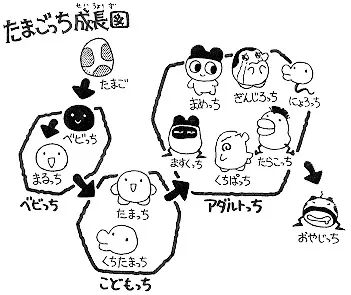 たまごっち成長図
せいちょうず
たまご
ベビっち
まるっち
ベビっち
たまっち
くちたまっち
こどもっち
まめっち
ぎんじろっち
にょろっち
ますくっち
くちぱっち
たらこっち
アダルトっち
おやじっち